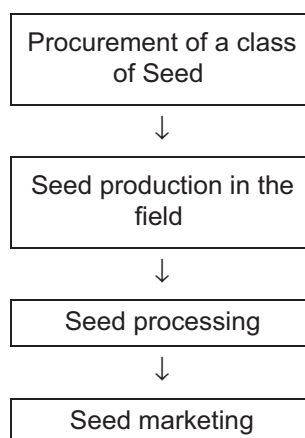 Procurement of a class
of Seed
↓
Seed production in the
field
↓
Seed processing
↓
Seed marketing